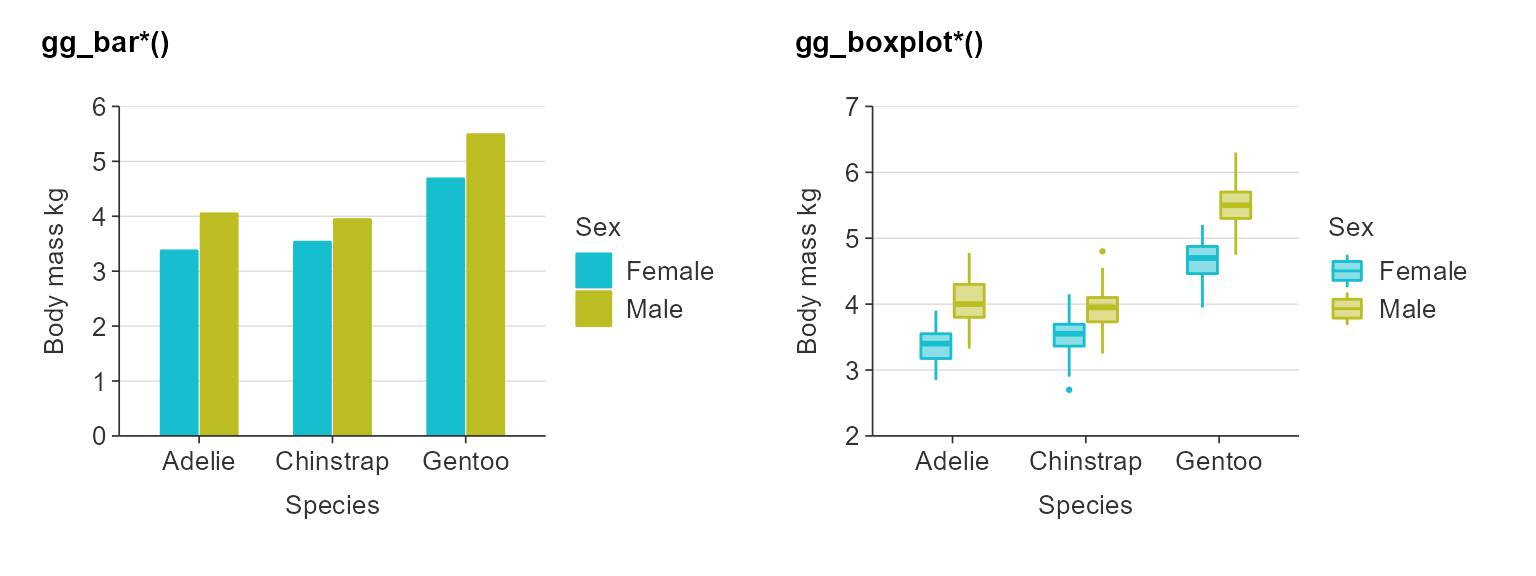 gg_bar*()
6
5
4
3
2
1
0
Body mass kg
Adelie Chinstrap Gentoo
Species
Sex
Female
Male
gg_boxplot*()
7
6
5
4
3
2
Body mass kg
Adelie Chinstrap Gentoo
Species
Sex
Female
Male